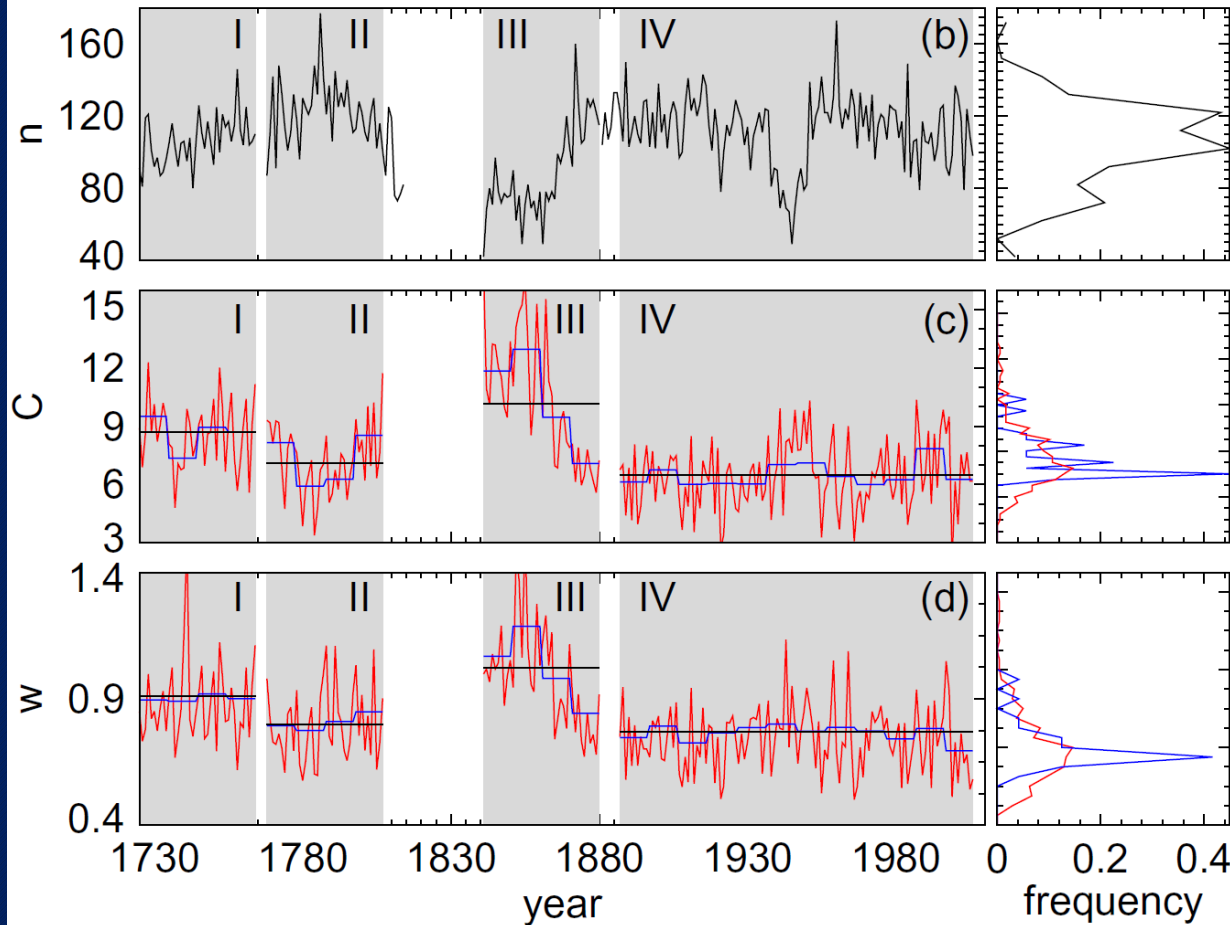 I II III IV (b)
160
120
n
80
40
I II III IV (c)
15
12
C
9
6
3
I II III IV (d)
1.4
w
0.9
0.4
1730 1780 1830 1880 1930 1980 0 0.2 0.4
year frequency